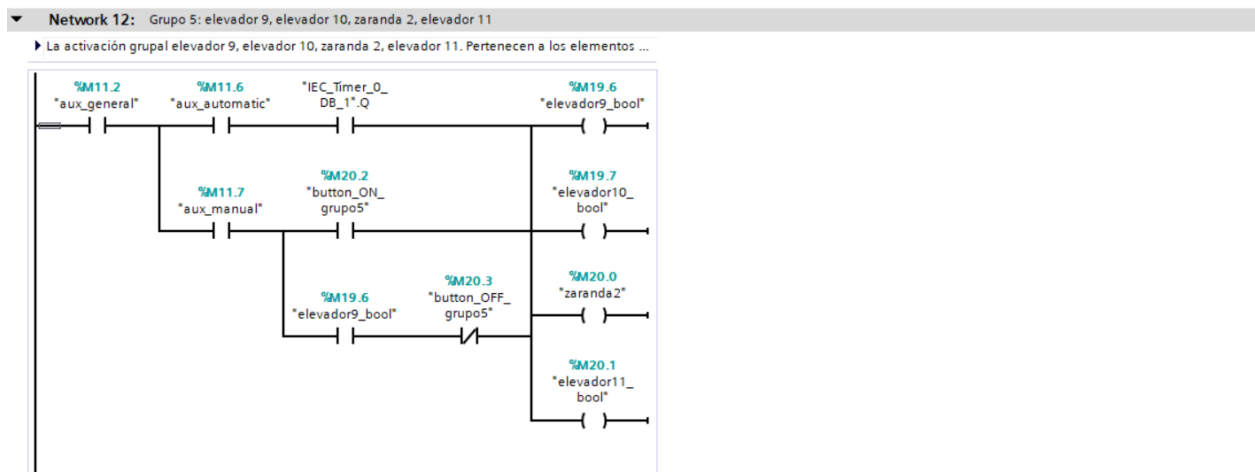 Network 12: Grupo 5: elevador 9, elevador 10, zaranda 2, elevador 11
La activación grupal elevador 9, elevador 10, zaranda 2, elevador 11. Pertenecen a los elementos ...
%M11.2
"aux_general"
%M11.6
"aux_automatic"
"IEC_Timer_0_
DB_1".Q
%M19.6
"elevador9_bool"
%M11.7
"aux_manual"
%M20.2
"button_ON_
grupo5"
%M19.7
"elevador10_
bool"
%M19.6
"elevador9_bool"
%M20.3
"button_OFF_
grupo5"
%M20.0
"zaranda2"
%M20.1
"elevador11_
bool"